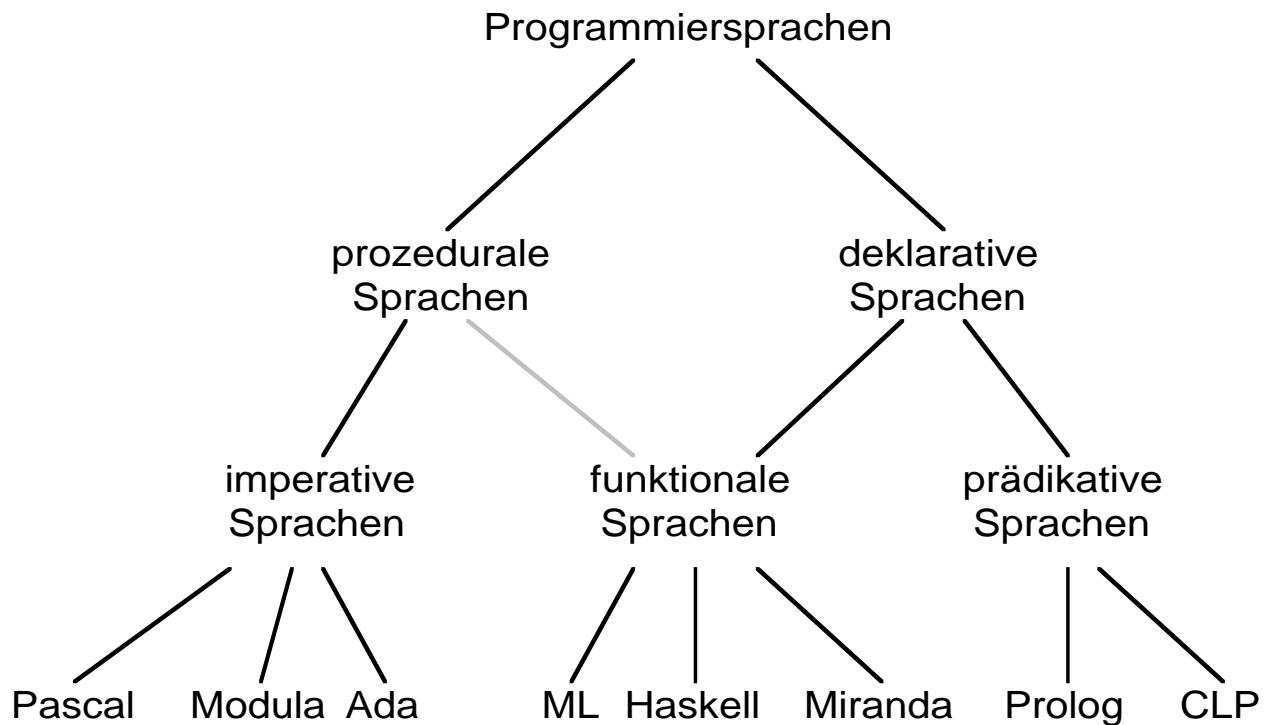 Programmiersprachen
prozedurale
Sprachen
deklarative
Sprachen
imperative
Sprachen
funktionale
Sprachen
prädikative
Sprachen
Pascal Modula Ada ML Haskell Miranda Prolog CLP